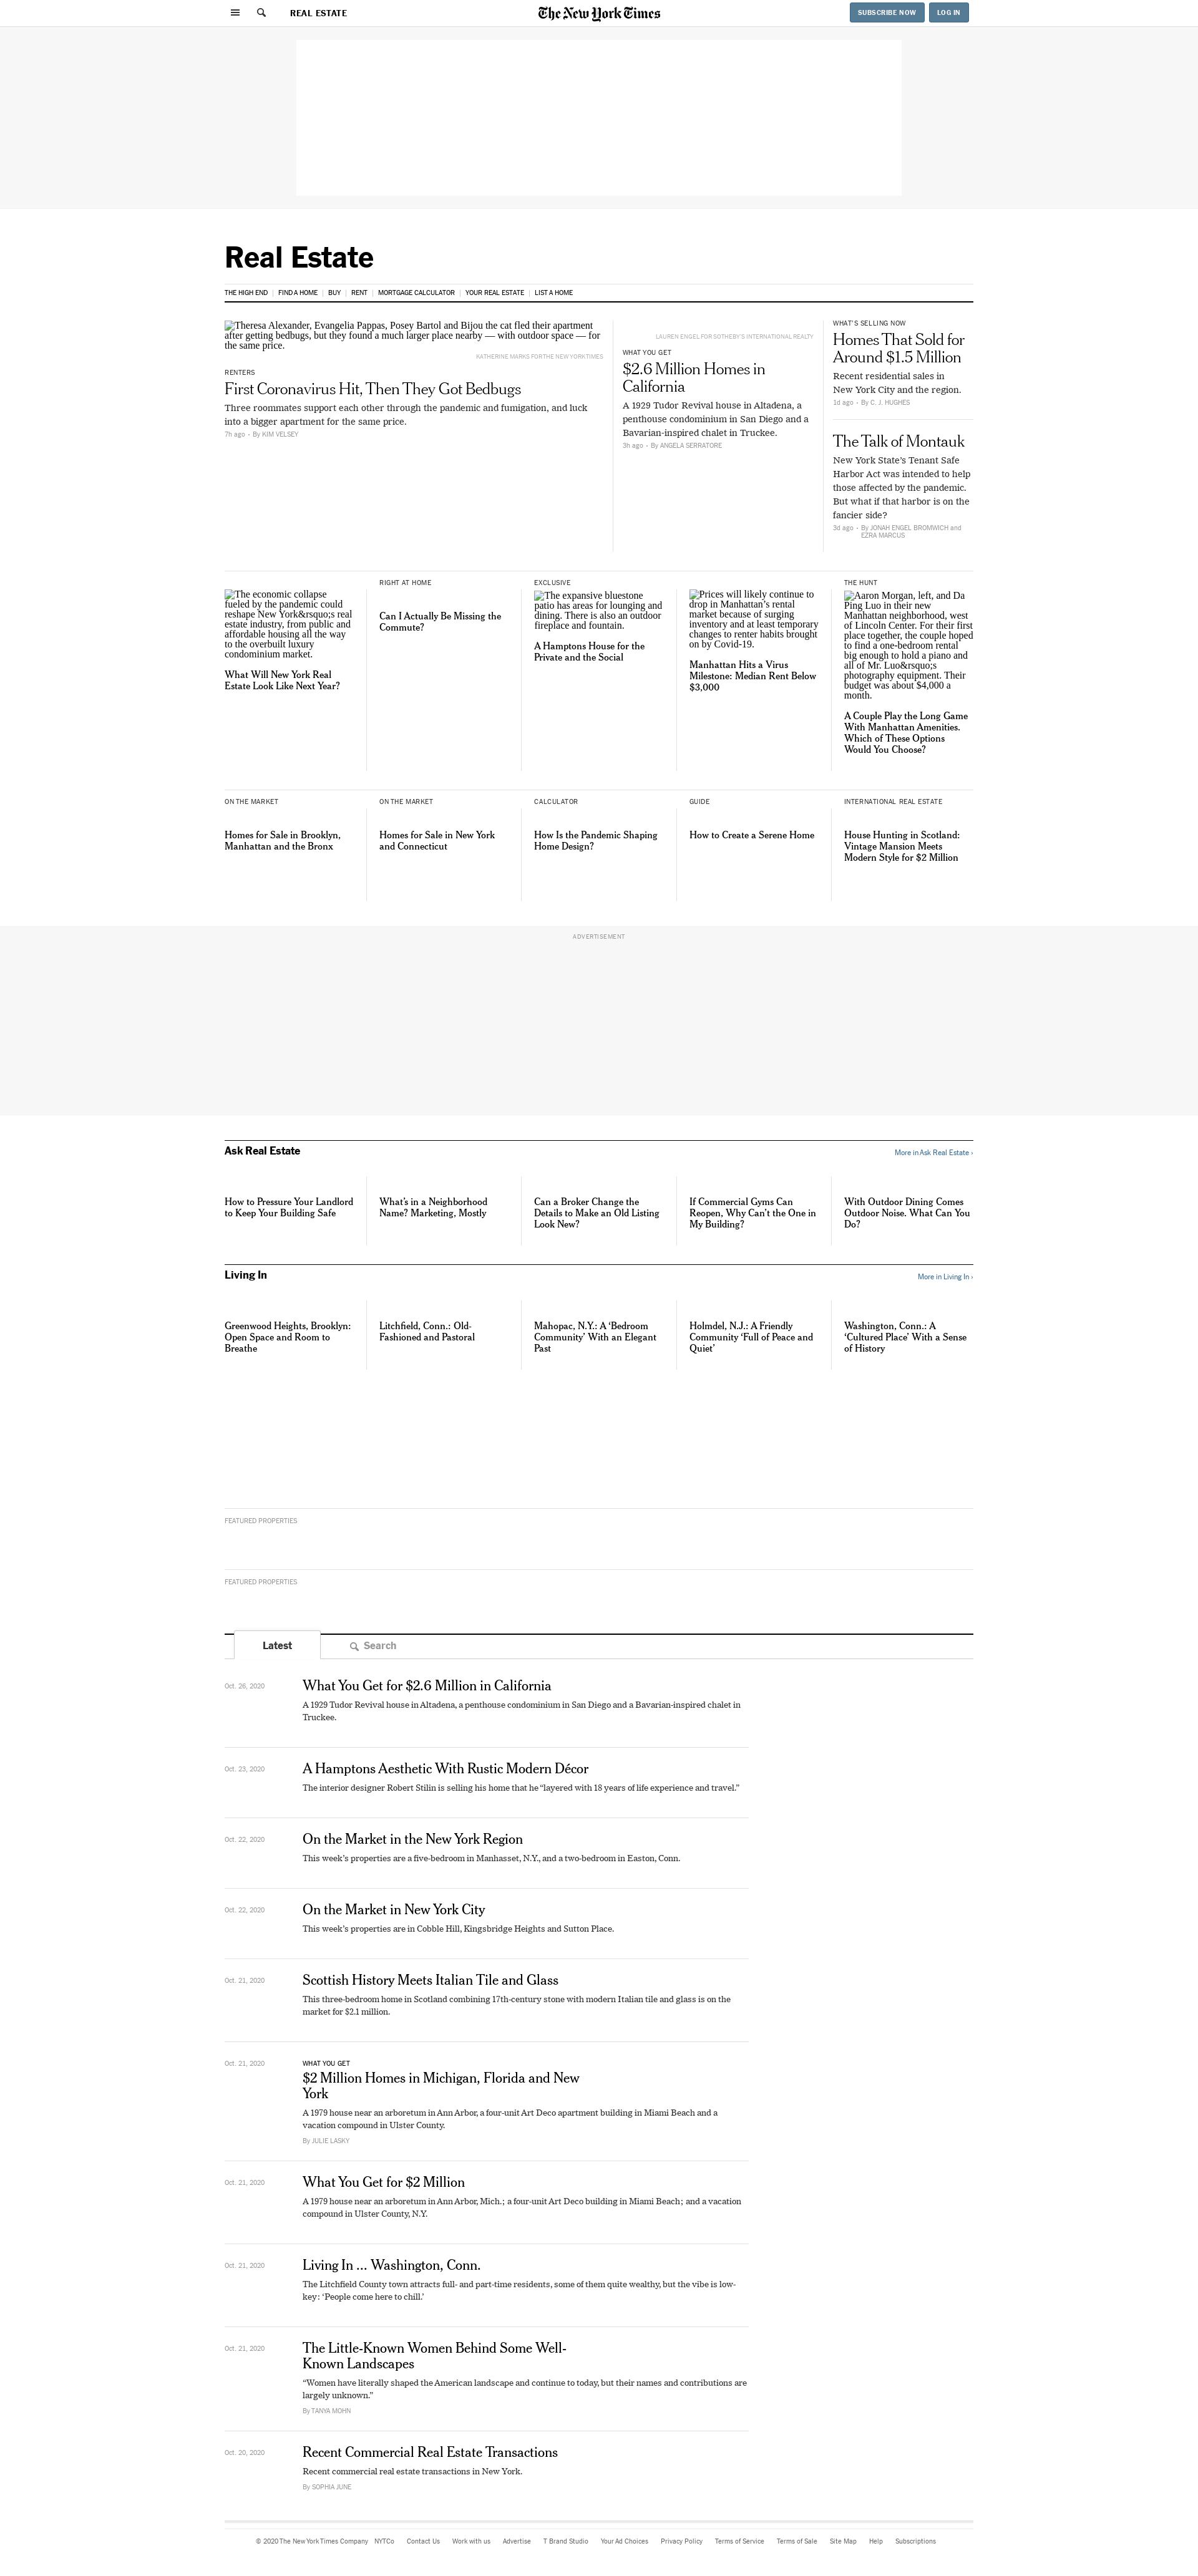 REAL ESTATE
The New York Times
SUBSCRIBE NOW
LOG IN
Real Estate
THE HIGH END
FIND A HOME
BUY
RENT
MORTGAGE CALCULATOR
YOUR REAL ESTATE
LIST A HOME
Theresa Alexander, Evangelia Pappas, Posey Bartol and Bijou the cat fled their apartment
after getting bedbugs, but they found a much larger place nearby — with outdoor space — for
the same price.
KATHERINE MARKS FOR THE NEW YORK TIMES
RENTERS
First Coronavirus Hit, Then They Got Bedbugs
Three roommates support each other through the pandemic and fumigation, and luck
into a bigger apartment for the same price.
7h ago - By KIM VELSEY
LAUREN ENGEL FOR SOTHEBY'S INTERNATIONAL REALTY
WHAT YOU GET
$2.6 Million Homes in
California
A 1929 Tudor Revival house in Altadena, a
penthouse condominium in San Diego and a
Bavarian-inspired chalet in Truckee.
3h ago - By ANGELA SERRATORE
WHAT'S SELLING NOW
Homes That Sold for
Around $1.5 Million
Recent residential sales in
New York City and the region.
1d ago - By C. J. HUGHES
The Talk of Montauk
New York State's Tenant Safe
Harbor Act was intended to help
those affected by the pandemic.
But what if that harbor is on the
fancier side?
3d ago - By JONAH ENGEL BROMWICH and
EZRA MARCUS
The economic collapse
fueled by the pandemic could
reshape New York&rsquo;s real
estate industry, from public and
affordable housing all the way
to the overbuilt luxury
condominium market.
What Will New York Real
Estate Look Like Next Year?
RIGHT AT HOME
Can I Actually Be Missing the
Commute?
EXCLUSIVE
The expansive bluestone
patio has areas for lounging and
dining. There is also an outdoor
fireplace and fountain.
A Hamptons House for the
Private and the Social
Prices will likely continue to
drop in Manhattan's rental
market because of surging
inventory and at least temporary
changes to renter habits brought
on by Covid-19.
Manhattan Hits a Virus
Milestone: Median Rent Below
$3,000
THE HUNT
Aaron Morgan, left, and Da
Ping Luo in their new
Manhattan neighborhood, west
of Lincoln Center. For their first
place together, the couple hoped
to find a one-bedroom rental
big enough to hold a piano and
all of Mr. Luo&rsquo;s
photography equipment. Their
budget was about $4,000 a
month.
A Couple Play the Long Game
With Manhattan Amenities.
Which of These Options
Would You Choose?
ON THE MARKET
Homes for Sale in Brooklyn,
Manhattan and the Bronx
ON THE MARKET
Homes for Sale in New York
and Connecticut
CALCULATOR
How Is the Pandemic Shaping
Home Design?
GUIDE
How to Create a Serene Home
INTERNATIONAL REAL ESTATE
House Hunting in Scotland:
Vintage Mansion Meets
Modern Style for $2 Million
ADVERTISEMENT
Ask Real Estate
More in Ask Real Estate ›
How to Pressure Your Landlord
to Keep Your Building Safe
What's in a Neighborhood
Name? Marketing, Mostly
Can a Broker Change the
Details to Make an Old Listing
Look New?
If Commercial Gyms Can
Reopen, Why Can't the One in
My Building?
With Outdoor Dining Comes
Outdoor Noise. What Can You
Do?
Living In
More in Living In ›
Greenwood Heights, Brooklyn:
Open Space and Room to
Breathe
Litchfield, Conn.: Old-
Fashioned and Pastoral
Mahopac, N.Y.: A 'Bedroom
Community' With an Elegant
Past
Holmdel, N.J.: A Friendly
Community 'Full of Peace and
Quiet'
Washington, Conn.: A
'Cultured Place' With a Sense
of History
FEATURED PROPERTIES
FEATURED PROPERTIES
Latest
Search
Oct. 26, 2020
What You Get for $2.6 Million in California
A 1929 Tudor Revival house in Altadena, a penthouse condominium in San Diego and a Bavarian-inspired chalet in
Truckee.
Oct. 23, 2020
A Hamptons Aesthetic With Rustic Modern Décor
The interior designer Robert Stilin is selling his home that he “layered with 18 years of life experience and travel.”
Oct. 22, 2020
On the Market in the New York Region
This week's properties are a five-bedroom in Manhasset, N.Y., and a two-bedroom in Easton, Conn.
Oct. 22, 2020
On the Market in New York City
This week's properties are in Cobble Hill, Kingsbridge Heights and Sutton Place.
Oct. 21, 2020
Scottish History Meets Italian Tile and Glass
This three-bedroom home in Scotland combining 17th-century stone with modern Italian tile and glass is on the
market for $2.1 million.
Oct. 21, 2020
WHAT YOU GET
$2 Million Homes in Michigan, Florida and New
York
A 1979 house near an arboretum in Ann Arbor, a four-unit Art Deco apartment building in Miami Beach and a
vacation compound in Ulster County.
By JULIE LASKY
Oct. 21, 2020
What You Get for $2 Million
A 1979 house near an arboretum in Ann Arbor, Mich.; a four-unit Art Deco building in Miami Beach; and a vacation
compound in Ulster County, N.Y.
Oct. 21, 2020
Living In ... Washington, Conn.
The Litchfield County town attracts full- and part-time residents, some of them quite wealthy, but the vibe is low-
key: 'People come here to chill.'
Oct. 21, 2020
The Little-Known Women Behind Some Well-
Known Landscapes
“Women have literally shaped the American landscape and continue to today, but their names and contributions are
largely unknown.”
By TANYA MOHN
Oct. 20, 2020
Recent Commercial Real Estate Transactions
Recent commercial real estate transactions in New York.
By SOPHIA JUNE
© 2020 The New York Times Company
NYTCo
Contact Us
Work with us
Advertise
T Brand Studio
Your Ad Choices
Privacy Policy
Terms of Service
Terms of Sale
Site Map
Help
Subscriptions